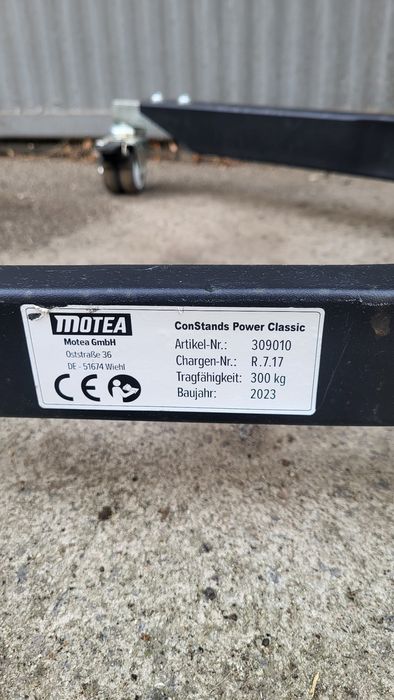 MOTEA
Motea GmbH
Oststraße 36
DE - 51674 Wiehl
CE
ConStands Power Classic
Artikel-Nr.: 309010
Chargen-Nr.: R.7.17
Tragfähigkeit: 300 kg
Baujahr: 2023